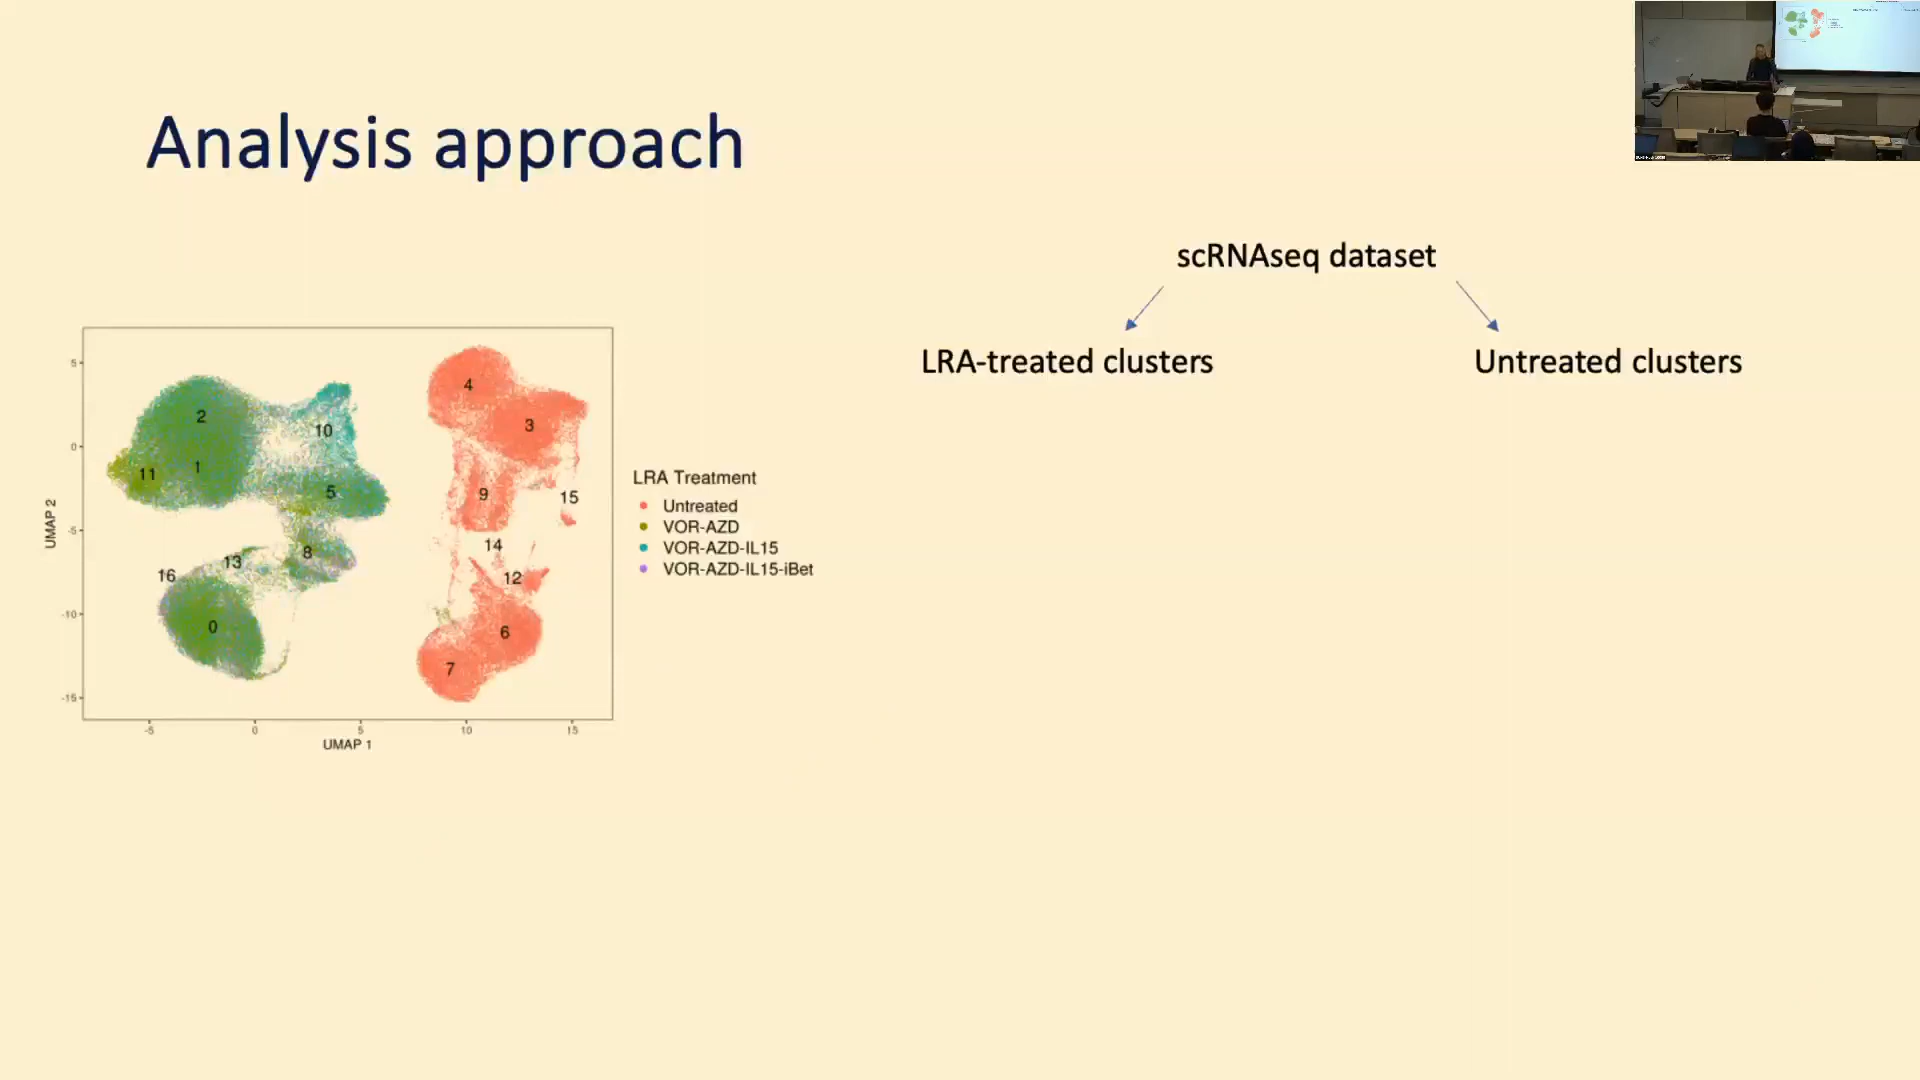 Analysis approach
scRNAseq dataset
LRA-treated clusters
Untreated clusters
5
0
-5
-10
-15
UMAP 2
4
2
3
10
11
1
5
9
15
14
8
13
16
12
0
6
7
-5
0
5
10
15
UMAP 1
LRA Treatment
Untreated
VOR-AZD
VOR-AZD-IL15
VOR-AZD-IL15-iBet